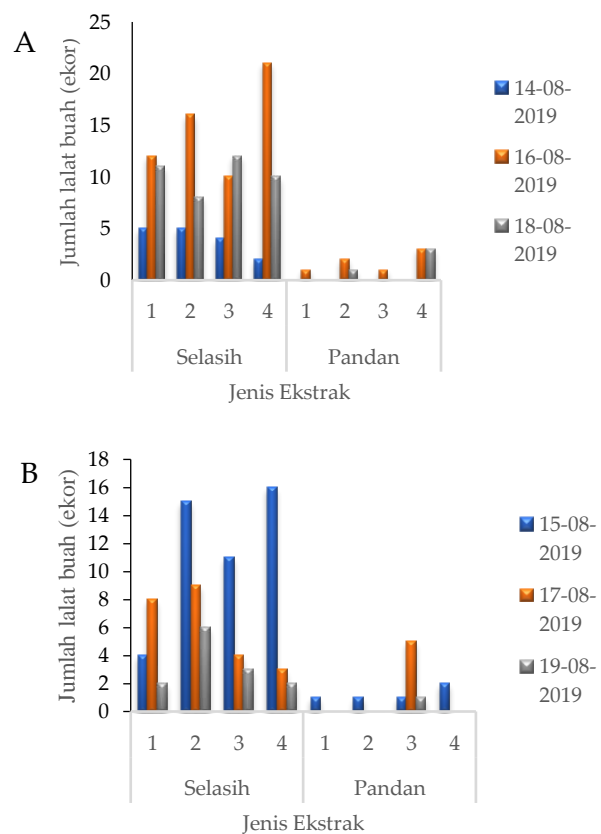 A
Jumlah lalat buah (ekor)
25
20
15
10
5
0
1 2 3 4 1 2 3 4
Selasih Pandan
Jenis Ekstrak
14-08-
2019
16-08-
2019
18-08-
2019
B
Jumlah lalat buah (ekor)
18
16
14
12
10
8
6
4
2
0
1 2 3 4 1 2 3 4
Selasih Pandan
Jenis Ekstrak
15-08-
2019
17-08-
2019
19-08-
2019